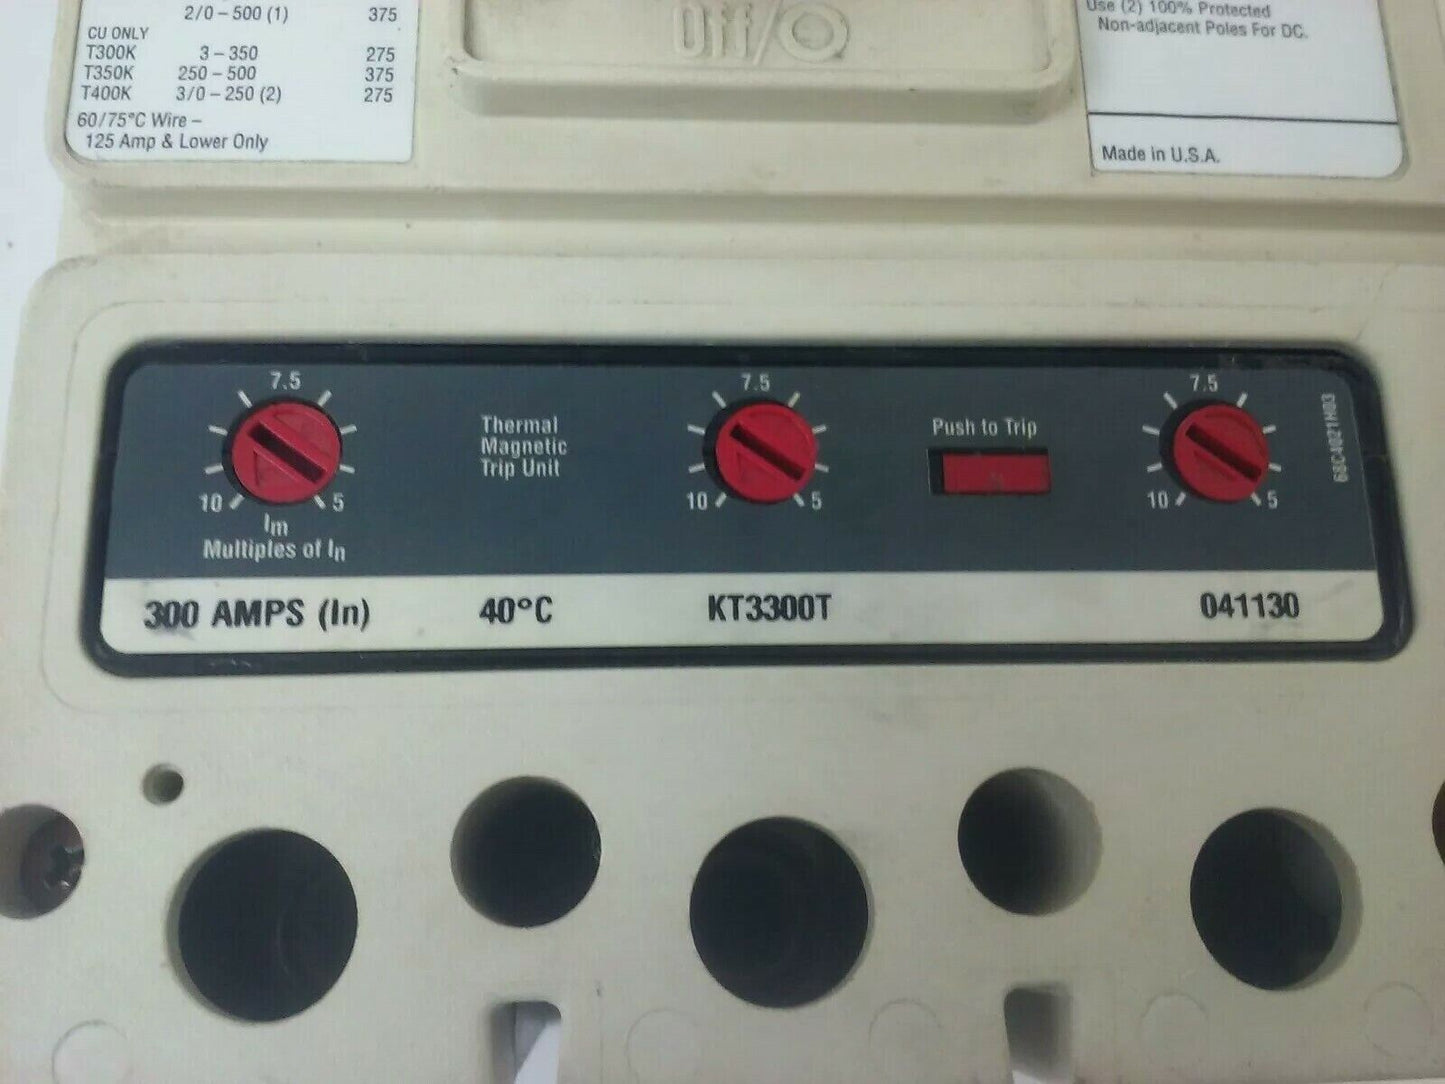 2/0 – 500 (1) 375
CU ONLY
T300K 3 – 350 275
T350K 250 – 500 375
T400K 3/0 – 250 (2) 275
60/75°C Wire –
125 Amp & Lower Only
Off/O
Use (2) 100% Protected
Non-adjacent Poles For DC.
Made in U.S.A.
7.5
10 5
Im
Multiples of In
Thermal
Magnetic
Trip Unit
7.5
10 5
Push to Trip
7.5
10 5
68C4021H03
300 AMPS (In) 40°C KT3300T 041130